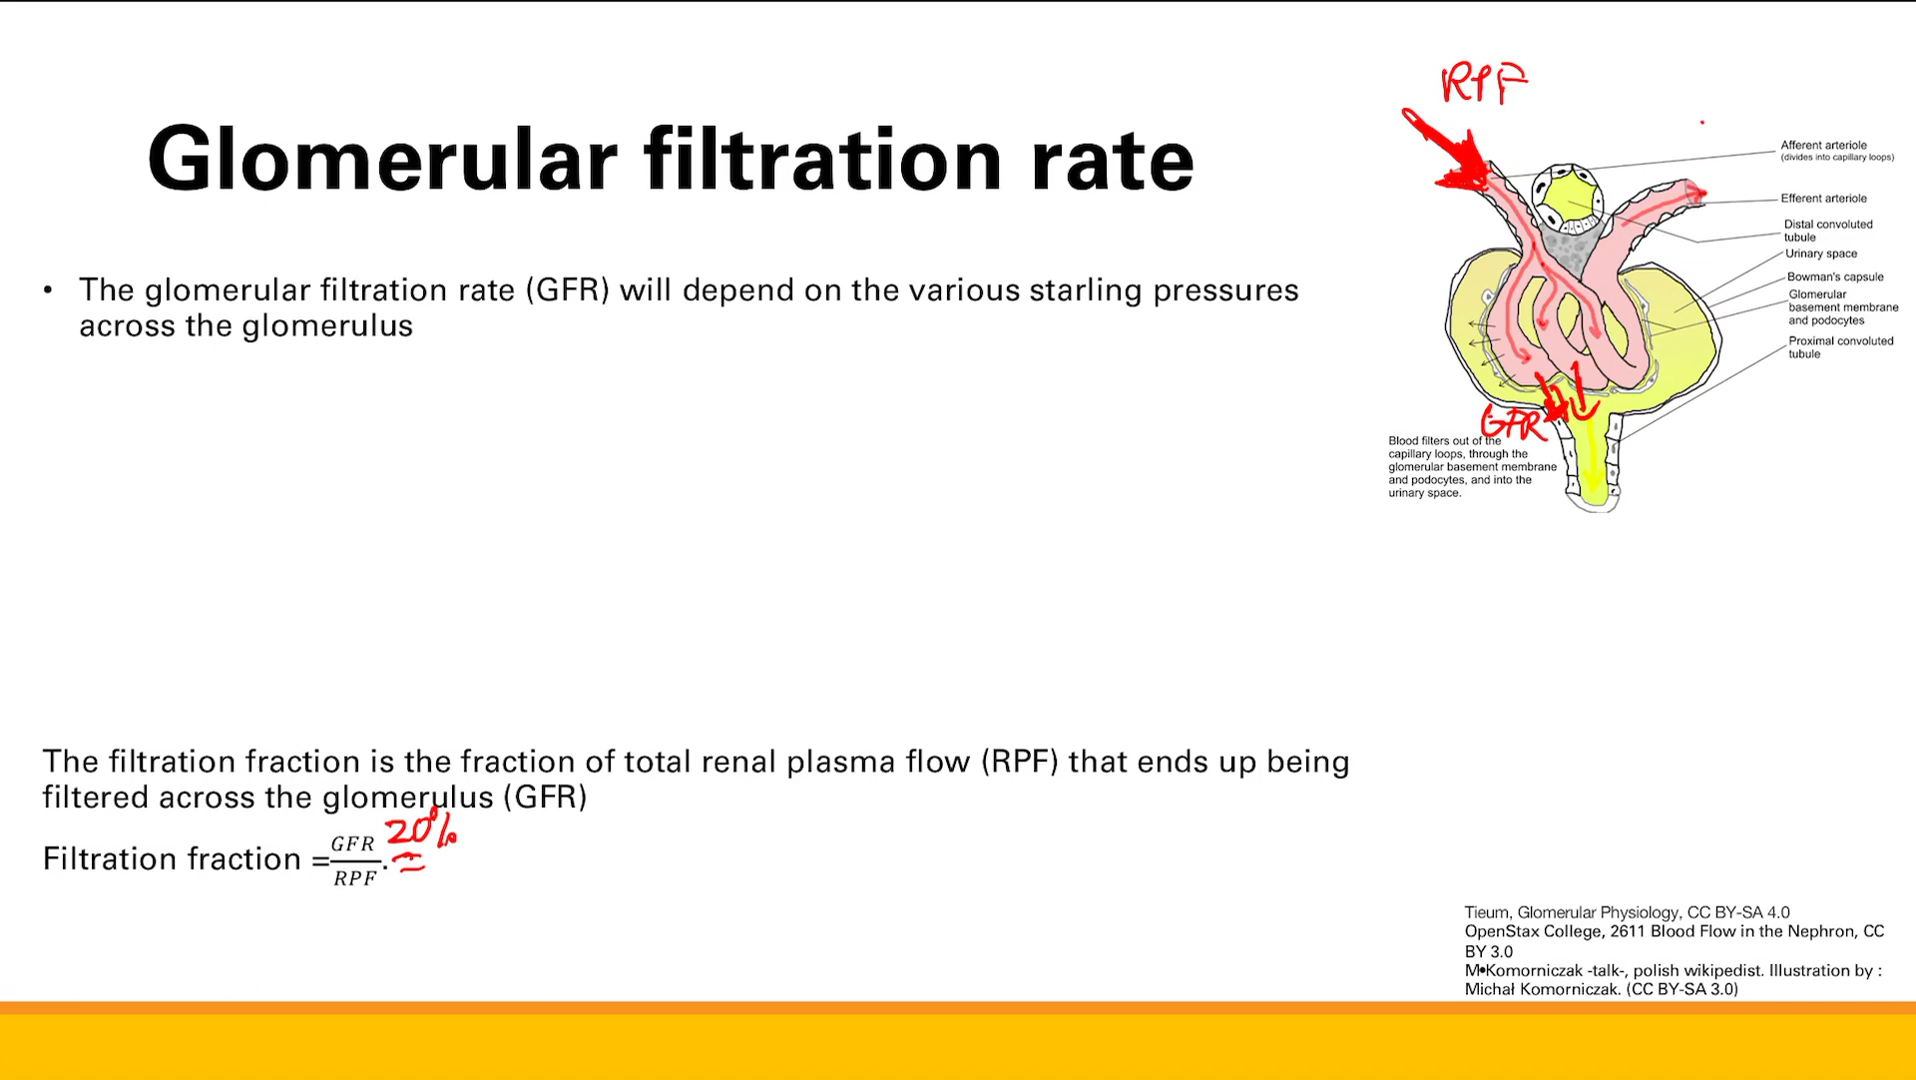 RPF
Glomerular filtration rate
• The glomerular filtration rate (GFR) will depend on the various starling pressures
across the glomerulus
Afferent arteriole
(divides into capillary loops)
Efferent arteriole
Distal convoluted
tubule
Urinary space
Bowman's capsule
Glomerular
basement membrane
and podocytes
Proximal convoluted
tubule
GFR
Blood filters out of the
capillary loops, through the
glomerular basement membrane
and podocytes, and into the
urinary space.
The filtration fraction is the fraction of total renal plasma flow (RPF) that ends up being
filtered across the glomerulus (GFR)
20%
Filtration fraction = GFR/RPF. ≈
Tieum, Glomerular Physiology, CC BY-SA 4.0
OpenStax College, 2611 Blood Flow in the Nephron, CC
BY 3.0
M•Komorniczak -talk-, polish wikipedist. Illustration by :
Michał Komorniczak. (CC BY-SA 3.0)